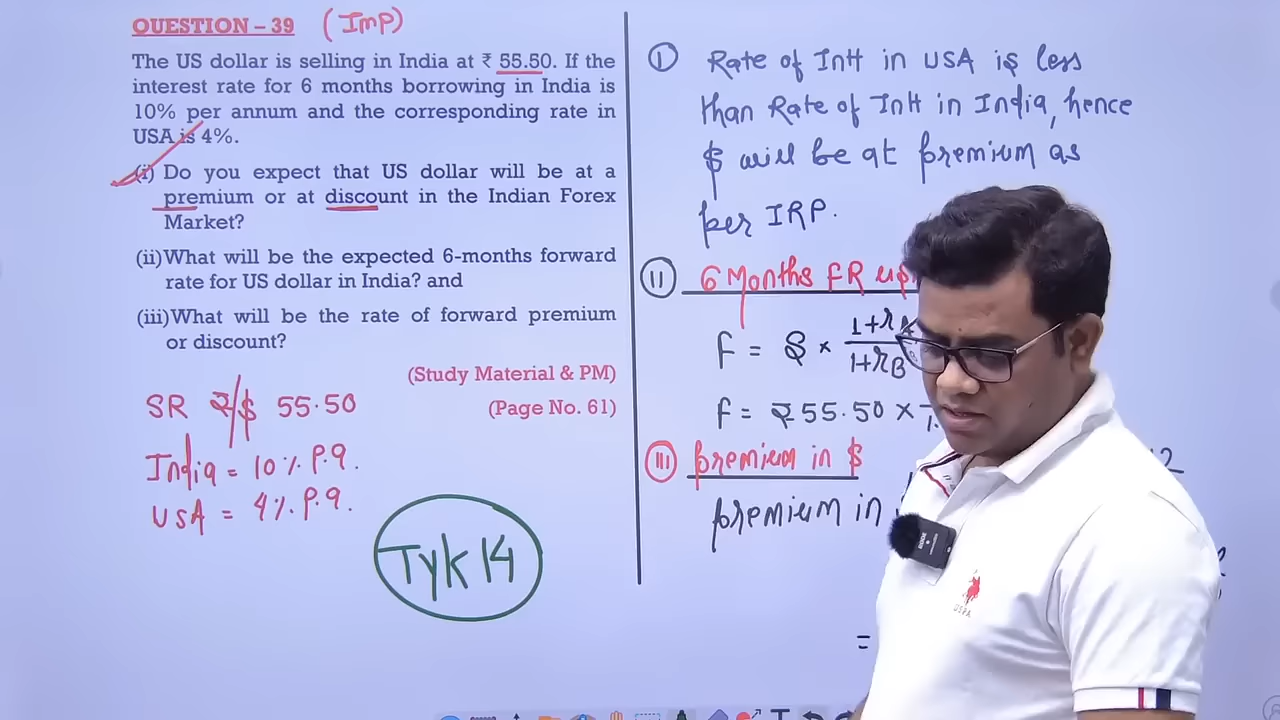 QUESTION – 39 (Imp)
The US dollar is selling in India at ₹ 55.50. If the
interest rate for 6 months borrowing in India is
10% per annum and the corresponding rate in
USA is 4%.
(i) Do you expect that US dollar will be at a
premium or at discount in the Indian Forex
Market?
(ii)What will be the expected 6-months forward
rate for US dollar in India? and
(iii)What will be the rate of forward premium
or discount?
(Study Material & PM)
(Page No. 61)
SR ₹/$ 55.50
India = 10% p.a.
USA = 4% p.a.
Tyk 14
(I) Rate of Intt in USA is less
than Rate of Intt in India, hence
$ will be at premium as
per IRP.
(II) 6 Months FR
F = S × 1+rA
1+rB
F = ₹55.50 ×
(III) premium in $
premium in
=
USPA